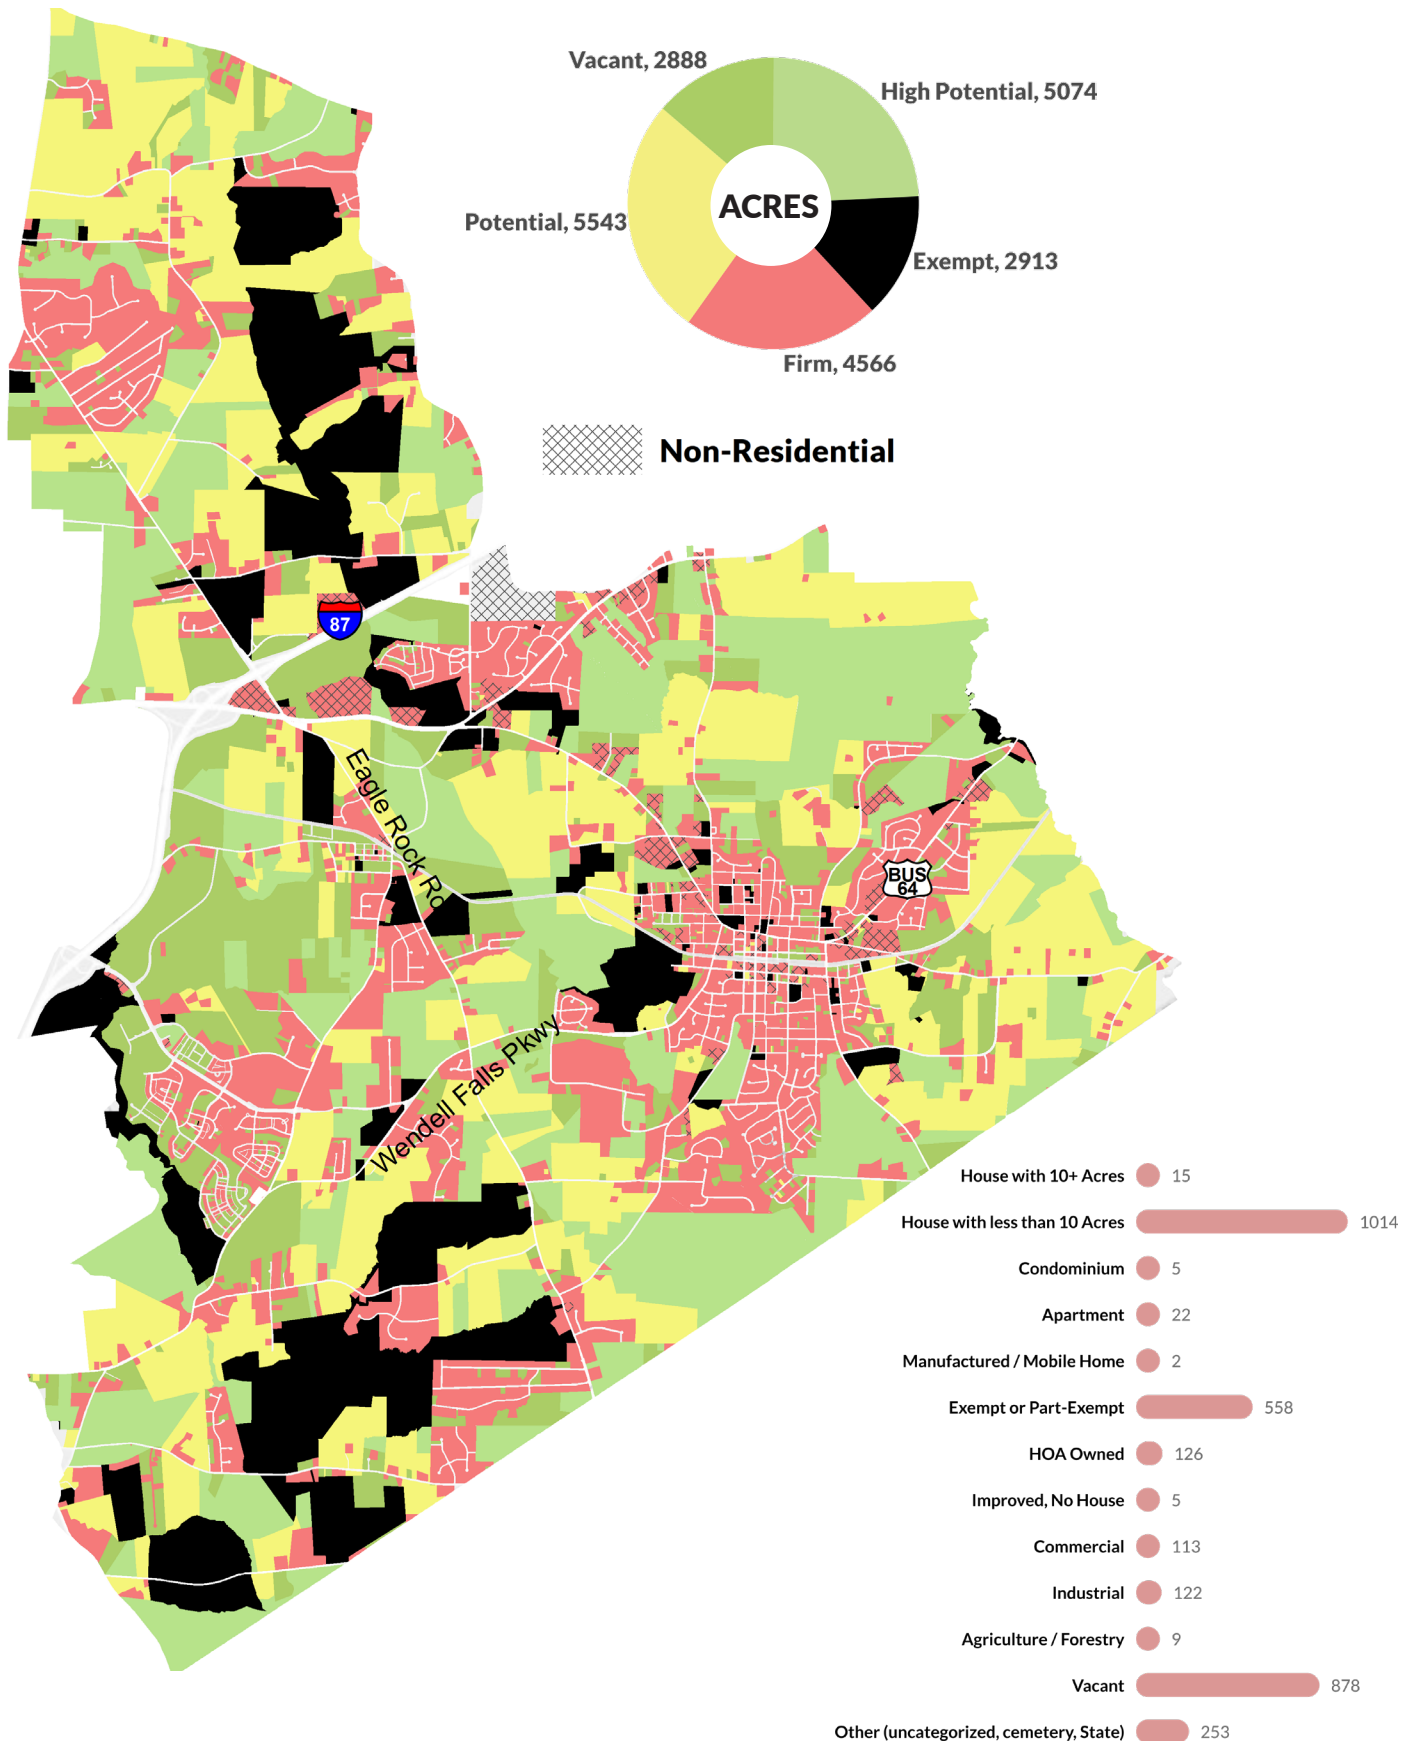 Vacant, 2888
High Potential, 5074
ACRES
Potential, 5543
Exempt, 2913
Firm, 4566
Non-Residential
87
Eagle Rock Rd
BUS
64
Wendell Falls Pkwy
House with 10+ Acres 15
House with less than 10 Acres 1014
Condominium 5
Apartment 22
Manufactured / Mobile Home 2
Exempt or Part-Exempt 558
HOA Owned 126
Improved, No House 5
Commercial 113
Industrial 122
Agriculture / Forestry 9
Vacant 878
Other (uncategorized, cemetery, State) 253